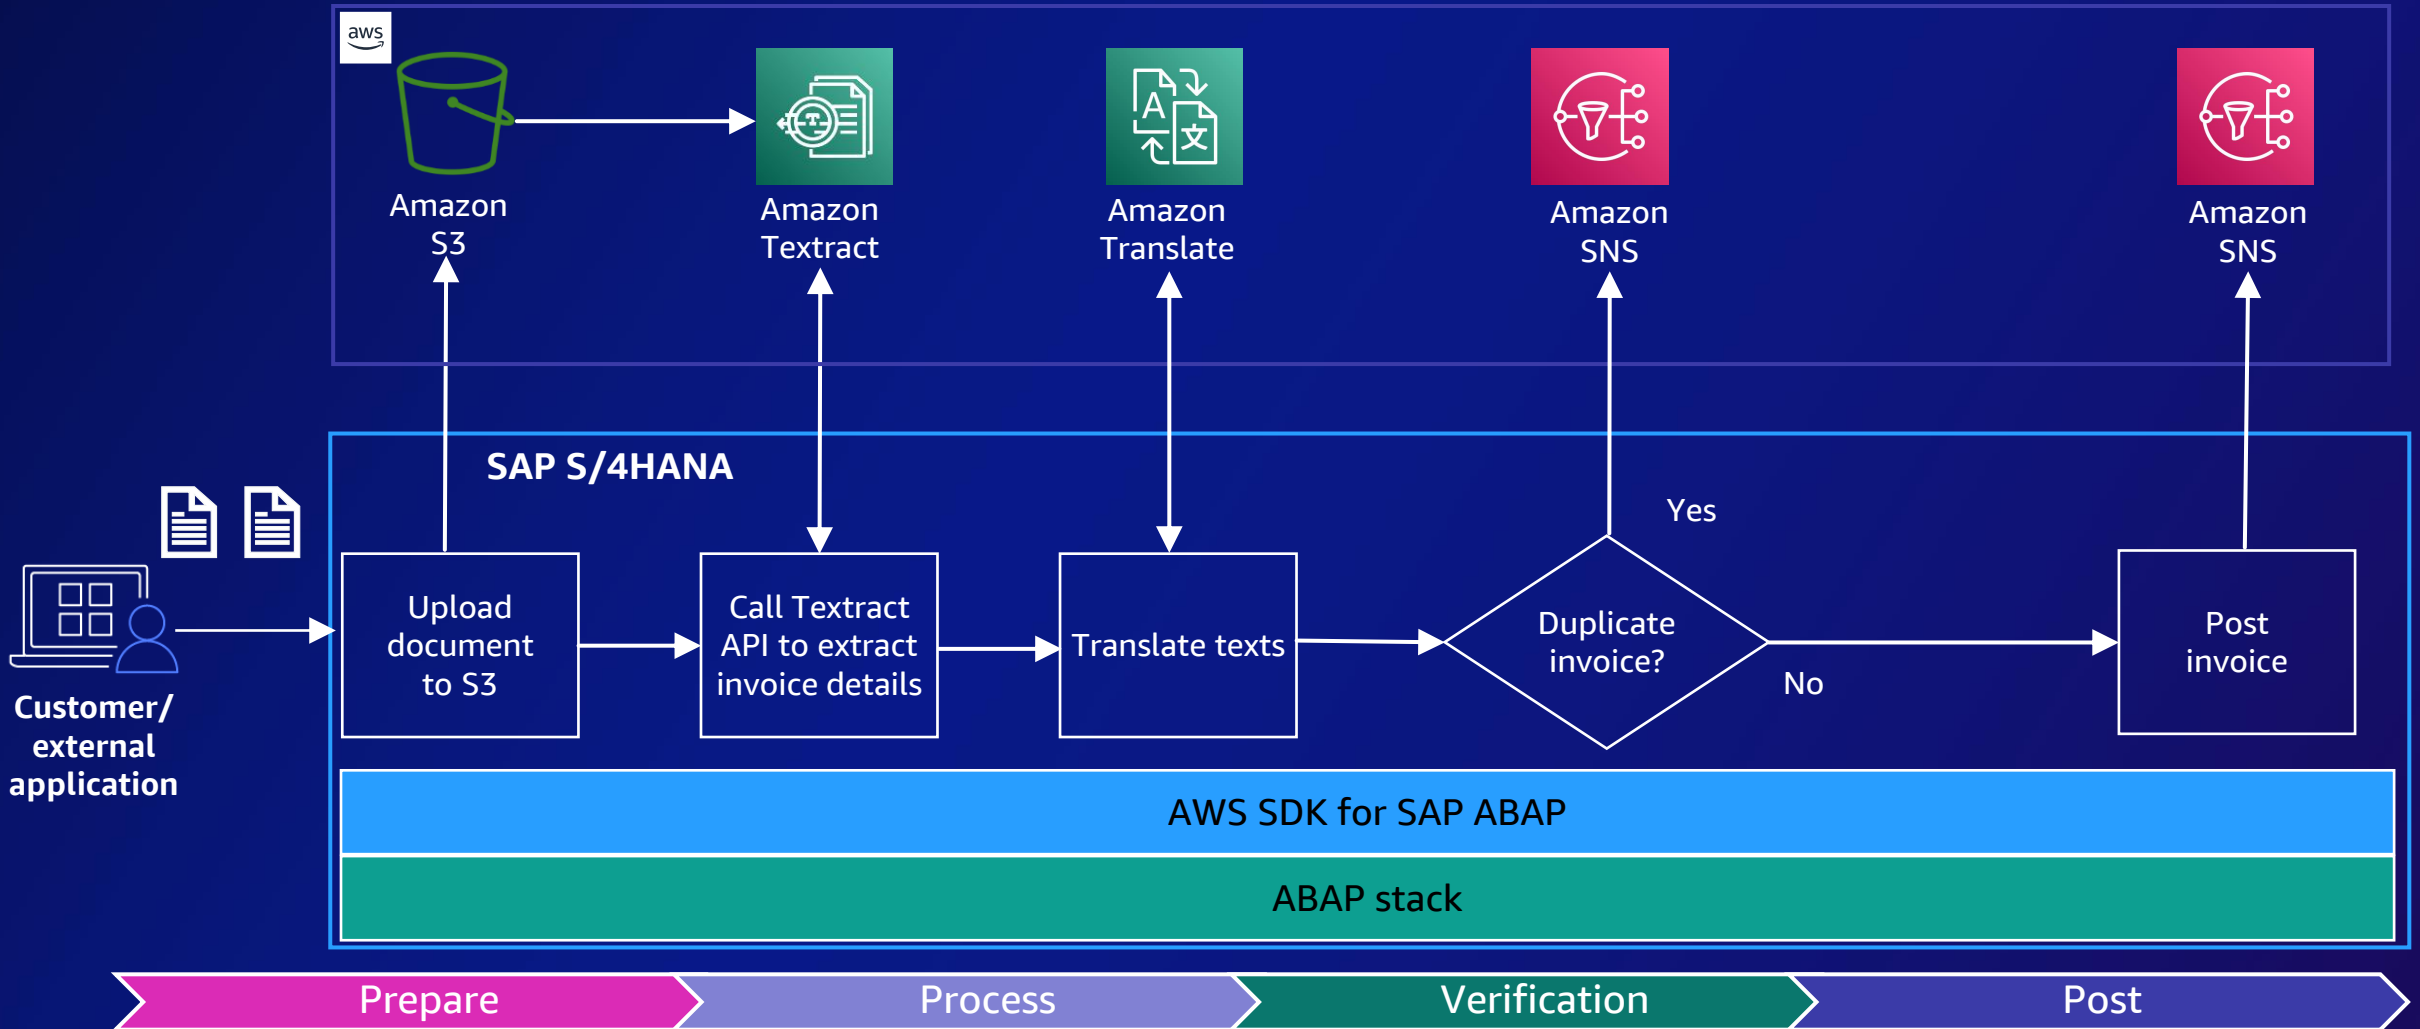 aws
Amazon
S3
Amazon
Textract
Amazon
Translate
Amazon
SNS
Amazon
SNS
SAP S/4HANA
Customer/
external
application
Upload
document
to S3
Call Textract
API to extract
invoice details
Translate texts
Duplicate
invoice?
Yes
No
Post
invoice
AWS SDK for SAP ABAP
ABAP stack
Prepare
Process
Verification
Post